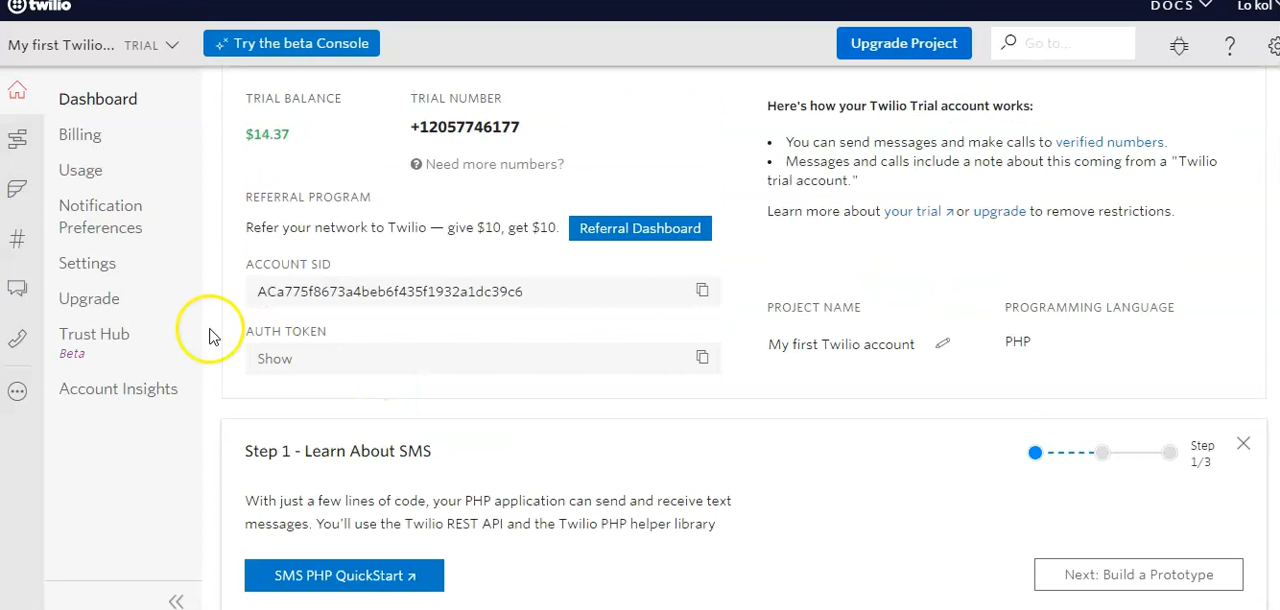 twilio
DOCS
Lo kol
My first Twilio... TRIAL
Try the beta Console
Upgrade Project
Go to...
Dashboard
Billing
Usage
Notification
Preferences
Settings
Upgrade
Trust Hub
Beta
Account Insights
TRIAL BALANCE
$14.37
TRIAL NUMBER
+12057746177
Need more numbers?
REFERRAL PROGRAM
Refer your network to Twilio — give $10, get $10.
Referral Dashboard
ACCOUNT SID
ACa775f8673a4beb6f435f1932a1dc39c6
AUTH TOKEN
Show
Here's how your Twilio Trial account works:
• You can send messages and make calls to verified numbers.
• Messages and calls include a note about this coming from a "Twilio
trial account."
Learn more about your trial or upgrade to remove restrictions.
PROJECT NAME
My first Twilio account
PROGRAMMING LANGUAGE
PHP
Step 1 - Learn About SMS
Step
1/3
With just a few lines of code, your PHP application can send and receive text
messages. You'll use the Twilio REST API and the Twilio PHP helper library
SMS PHP QuickStart
Next: Build a Prototype